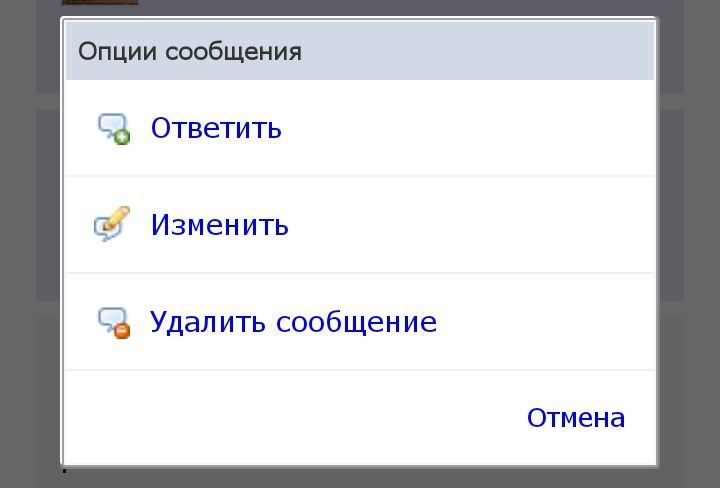 Опции сообщения
Ответить
Изменить
Удалить сообщение
Отмена